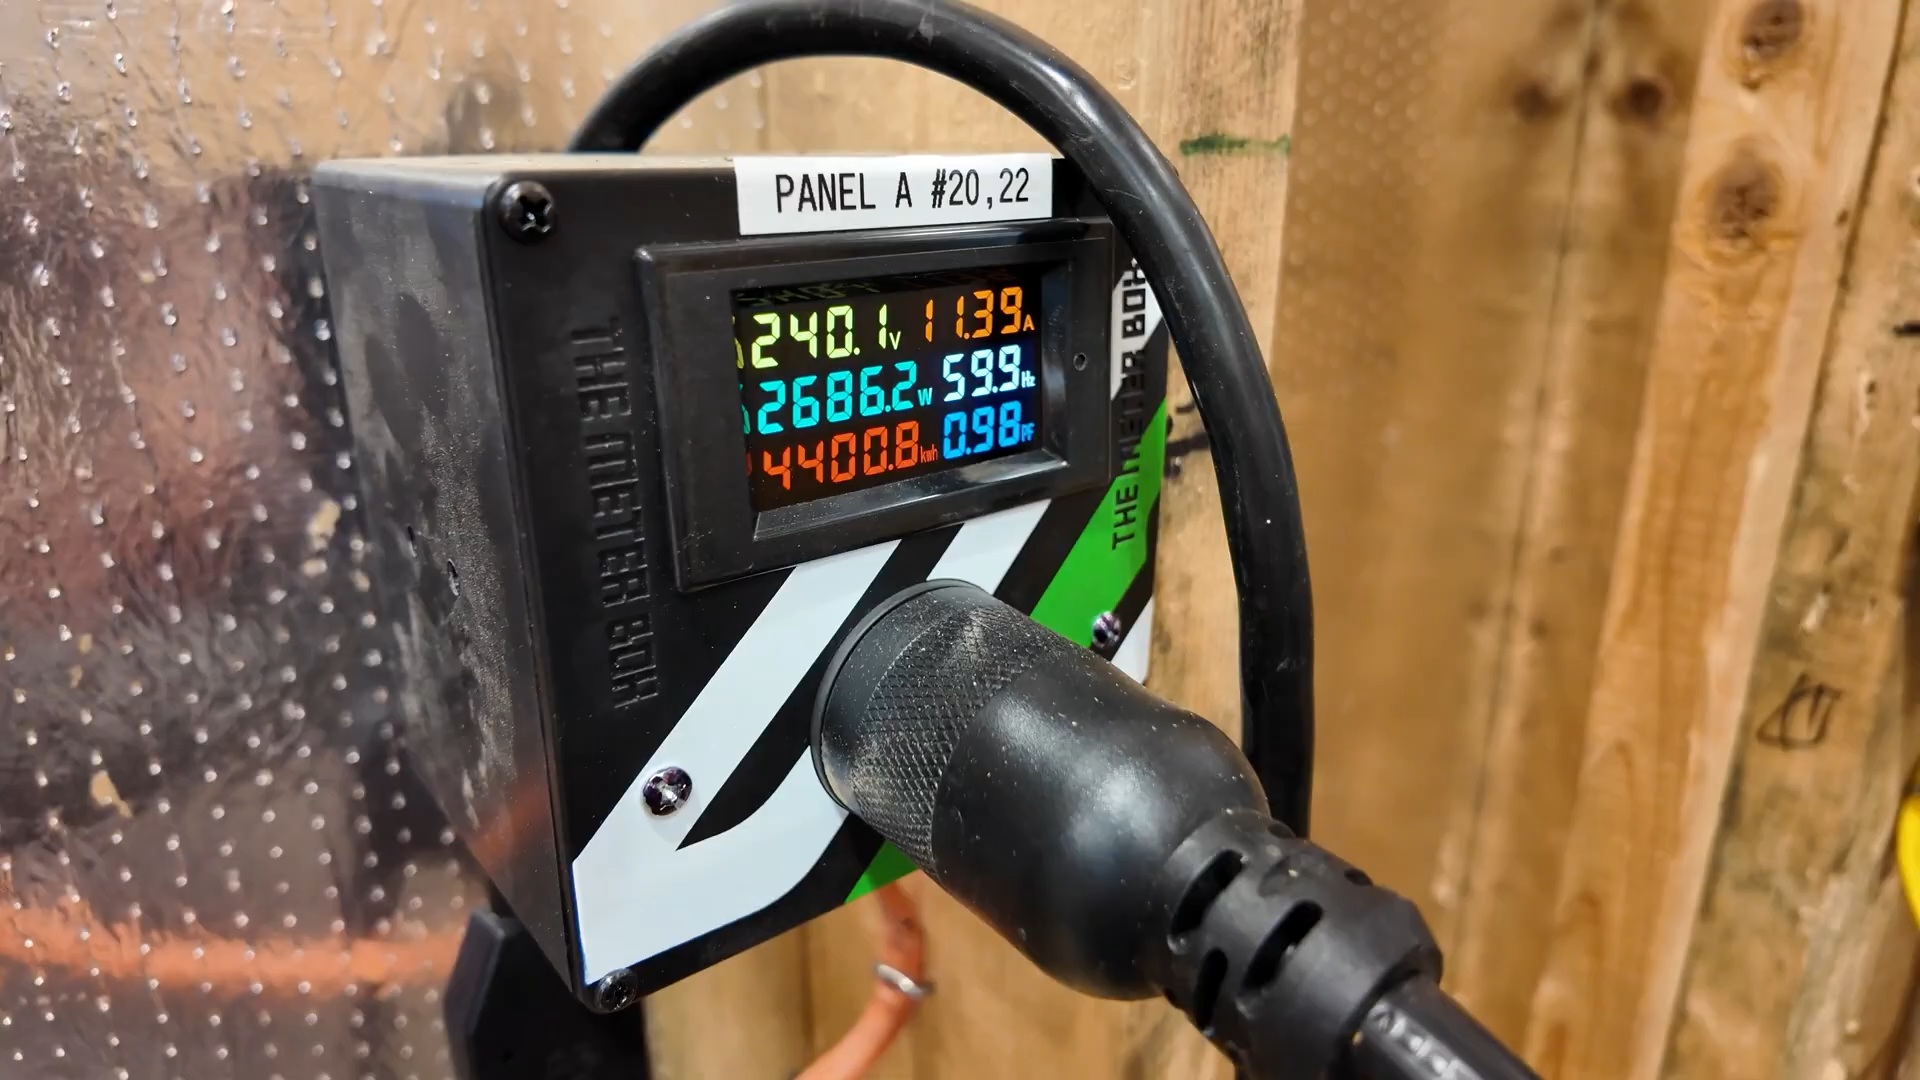 PANEL A #20,22
240.1V 11.39A
2686.2W 59.9Hz
4400.8kWh 0.98PF
THE METER BOX
THE METER BOX